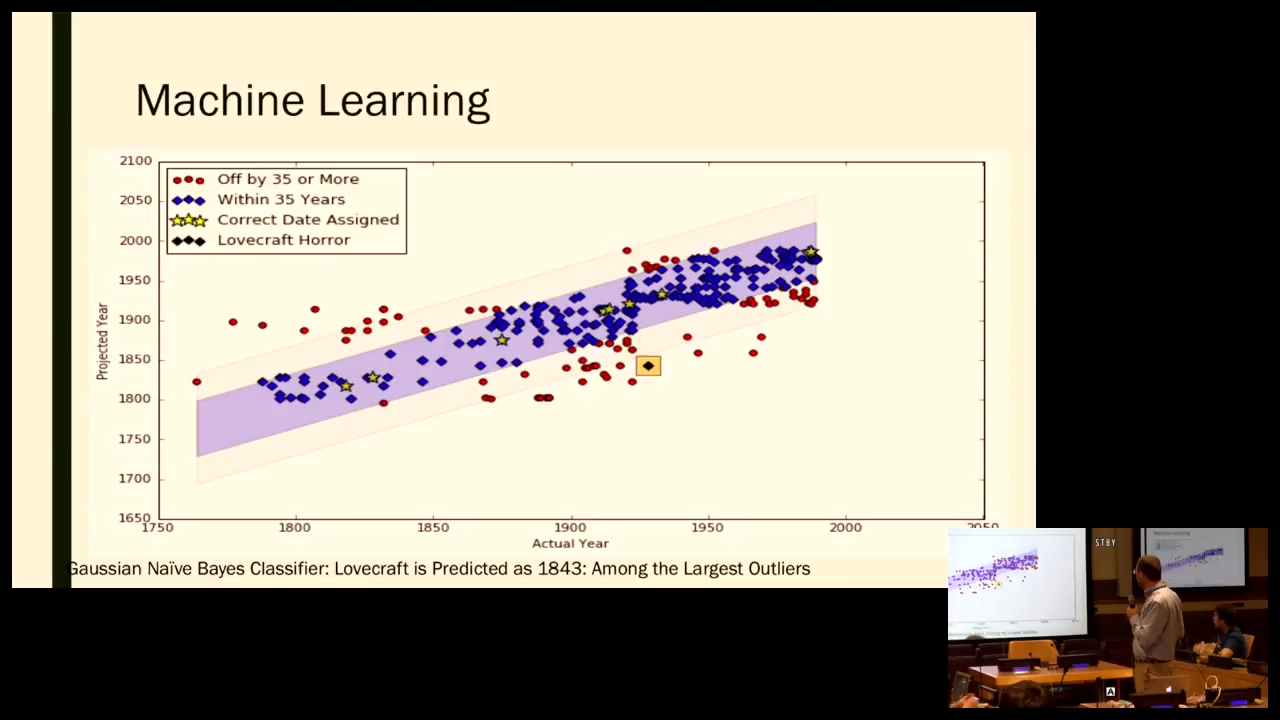 Machine Learning
2100
2050
2000
1950
1900
1850
1800
1750
1700
1650
Projected Year
Off by 35 or More
Within 35 Years
Correct Date Assigned
Lovecraft Horror
1750
1800
1850
1900
1950
2000
2050
Actual Year
Gaussian Naïve Bayes Classifier: Lovecraft is Predicted as 1843: Among the Largest Outliers
STBY
Machine Learning
A